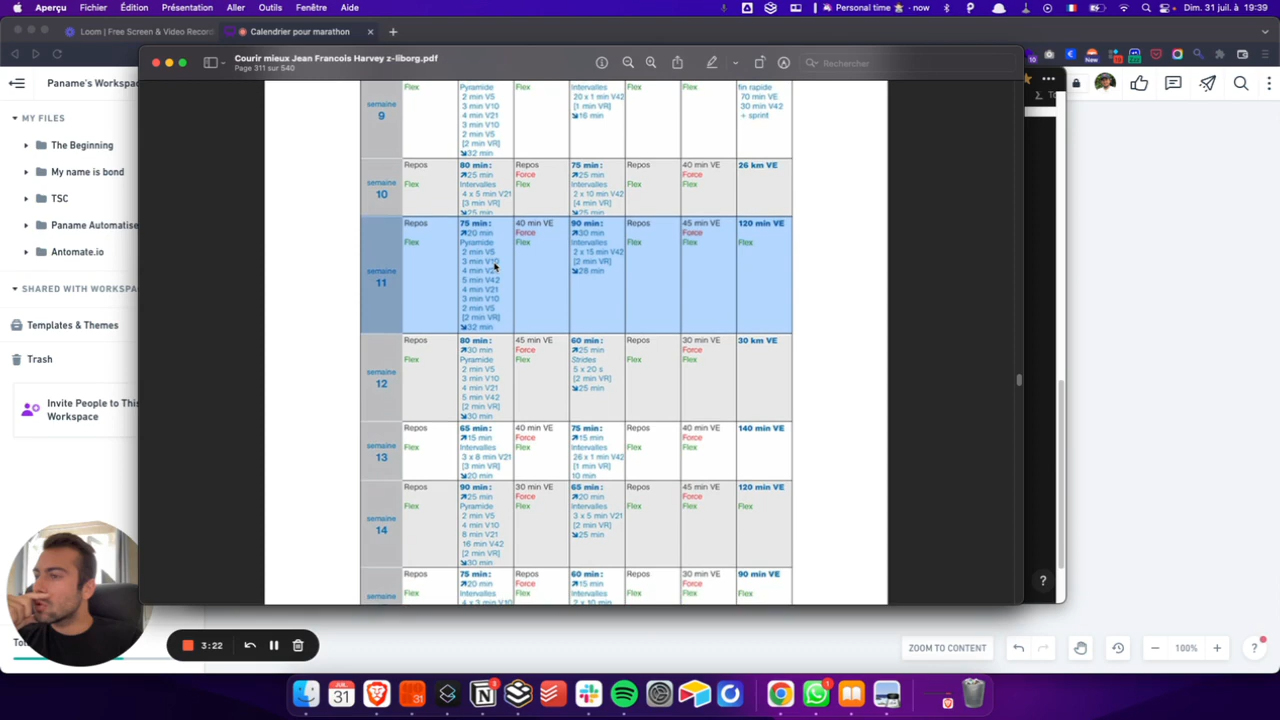 Aperçu Fichier Édition Présentation Aller Outils Fenêtre Aide
Personal time ★ - now
Dim. 31 juil. à 19:39
Loom | Free Screen & Video Record
Calendrier pour marathon
Courir mieux Jean Francois Harvey z-liborg.pdf
Page 311 sur 540
Rechercher
Paname's Workspa
MY FILES
The Beginning
My name is bond
TSC
Paname Automatise
Antomate.io
SHARED WITH WORKSPA
Templates & Themes
Trash
Invite People to This
Workspace
semaine
9
Flex
Pyramide
2 min V5
3 min V10
4 min V21
3 min V10
2 min V5
[2 min VR]
↘32 min
Flex
Intervalles
20 x 1 min V42
[1 min VR]
↘16 min
Flex
Flex
fin rapide
70 min VE
30 min V42
+ sprint
semaine
10
Repos
Flex
80 min :
↗25 min
Intervalles
4 x 5 min V21
[3 min VR]
↘25 min
Repos
Force
Flex
75 min :
↗25 min
Intervalles
2 x 10 min V42
[4 min VR]
↘25 min
Repos
Flex
40 min VE
Force
Flex
26 km VE
semaine
11
Repos
Flex
75 min :
↗20 min
Pyramide
2 min V5
3 min V10
4 min V21
5 min V42
4 min V21
3 min V10
2 min V5
[2 min VR]
↘32 min
40 min VE
Force
Flex
90 min :
↗30 min
Intervalles
2 x 15 min V42
[2 min VR]
↘28 min
Repos
Flex
45 min VE
Force
Flex
120 min VE
Flex
semaine
12
Repos
Flex
80 min :
↗30 min
Pyramide
2 min V5
3 min V10
4 min V21
5 min V42
[2 min VR]
↘30 min
45 min VE
Force
Flex
60 min :
↗25 min
Strides
5 x 20 s
[2 min VR]
↘25 min
Repos
Flex
30 min VE
Force
Flex
30 km VE
semaine
13
Repos
Flex
65 min :
↗15 min
Intervalles
3 x 8 min V21
[3 min VR]
↘20 min
40 min VE
Force
Flex
75 min :
↗15 min
Intervalles
26 x 1 min V42
[1 min VR]
10 min
Repos
Flex
40 min VE
Force
Flex
140 min VE
semaine
14
Repos
Flex
90 min :
↗25 min
Pyramide
2 min V5
4 min V10
8 min V21
16 min V42
[2 min VR]
↘30 min
30 min VE
Force
Flex
65 min :
↗20 min
Intervalles
3 x 5 min V21
[2 min VR]
↘25 min
Repos
Flex
45 min VE
Force
Flex
120 min VE
Flex
semaine
Repos
Flex
75 min :
↗20 min
Intervalles
4 x 3 min V10
Repos
Force
Flex
60 min :
↗15 min
Intervalles
2 x 10 min
Repos
Flex
30 min VE
Force
Flex
90 min VE
Flex
3:22
ZOOM TO CONTENT
100%